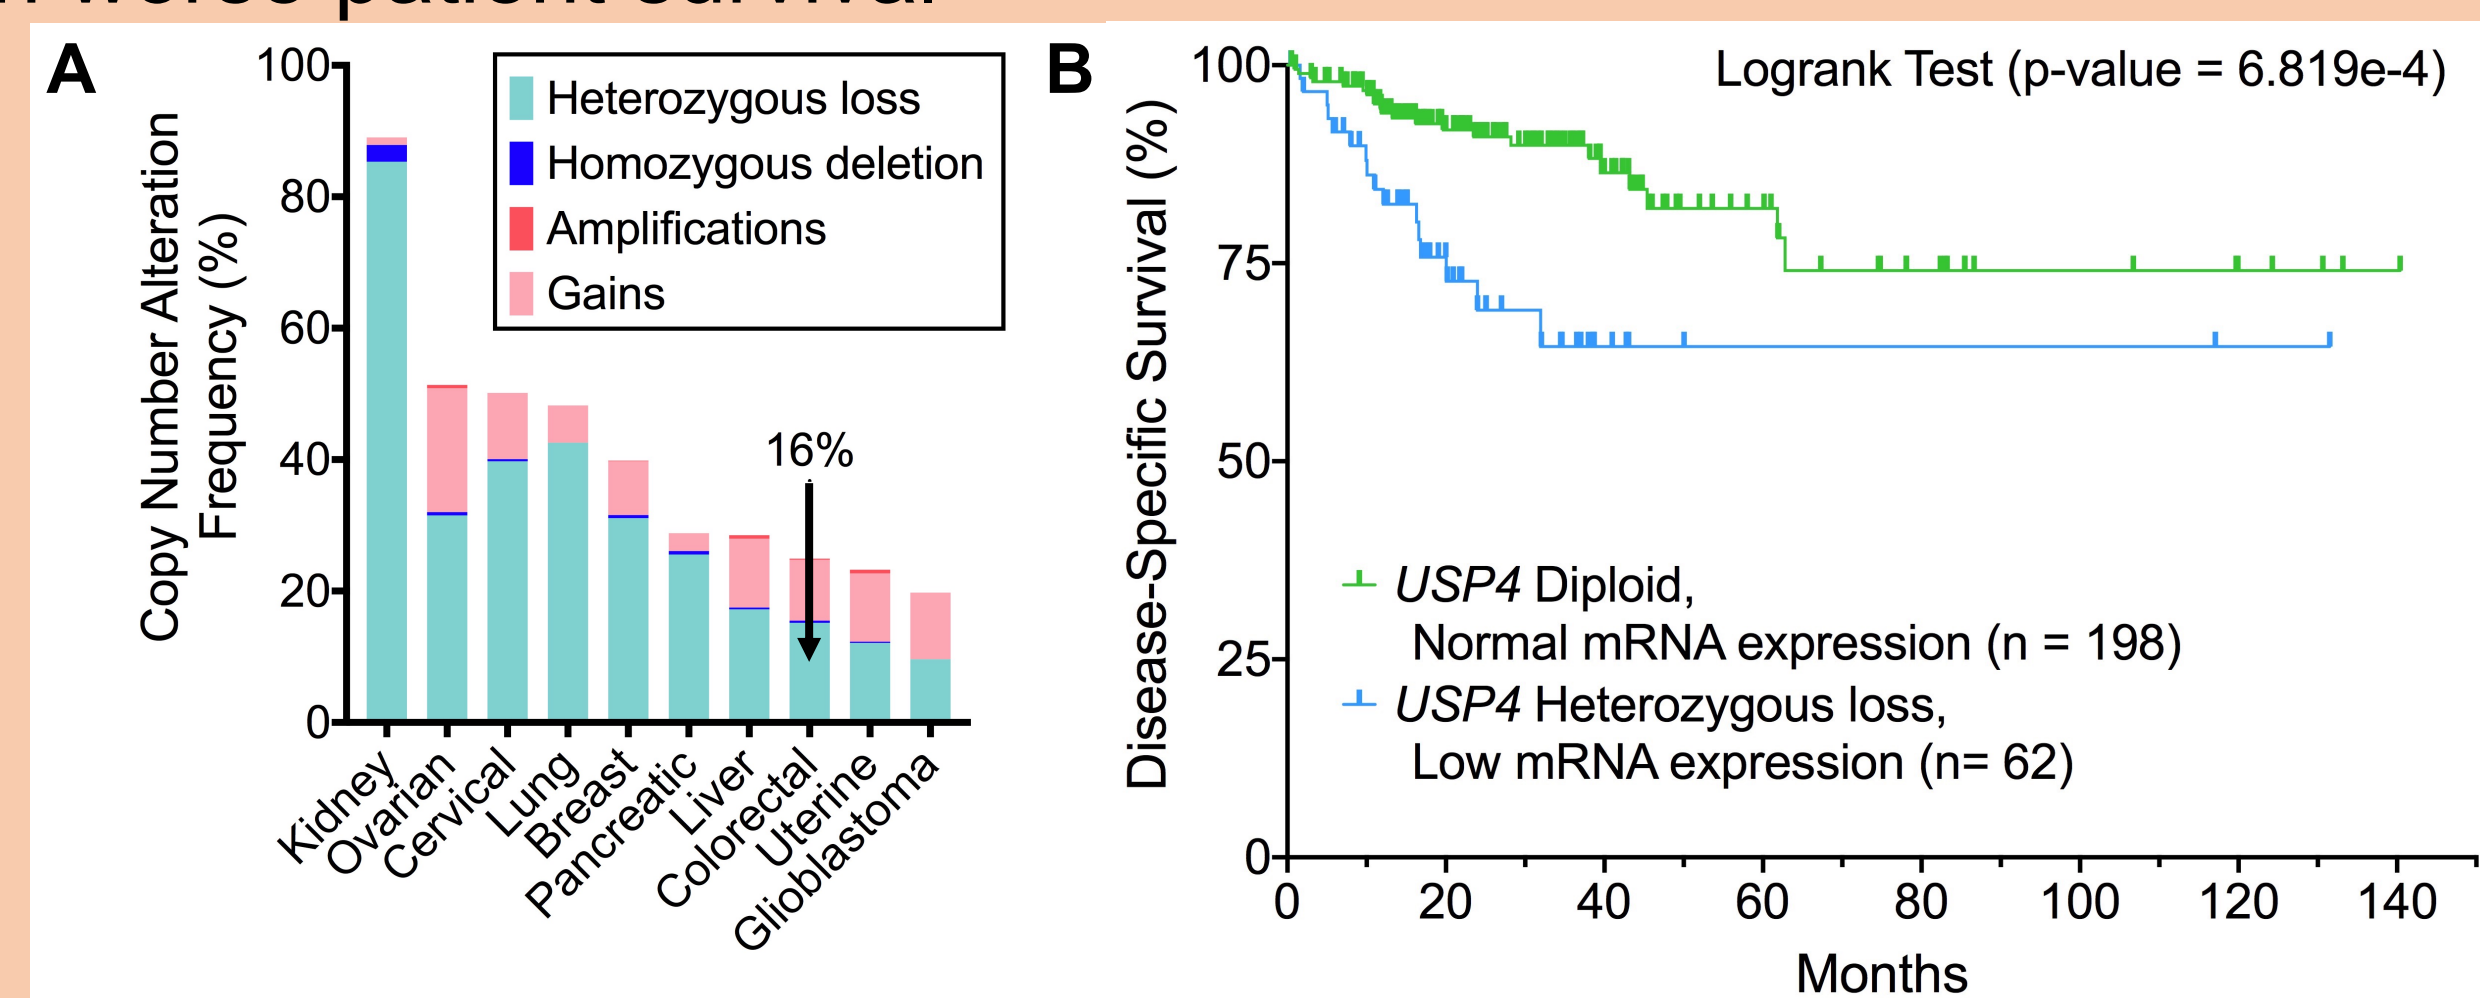 worse patient survival
A
Copy Number Alteration
Frequency (%)
100
80
60
40
20
0
Heterozygous loss
Homozygous deletion
Amplifications
Gains
16%
Kidney
Ovarian
Cervical
Lung
Breast
Pancreatic
Liver
Colorectal
Uterine
Glioblastoma
B
Disease-Specific Survival (%)
100
75
50
25
0
Logrank Test (p-value = 6.819e-4)
USP4 Diploid,
Normal mRNA expression (n = 198)
USP4 Heterozygous loss,
Low mRNA expression (n= 62)
0 20 40 60 80 100 120 140
Months